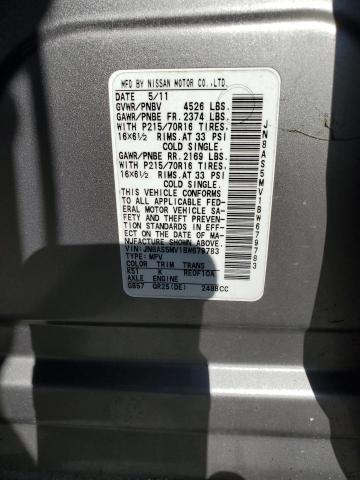 MFD BY NISSAN MOTOR CO.,LTD.
DATE 5/11
GVWR/PNBV 4526 LBS.
GAWR/PNBE FR. 2374 LBS.
WITH P215/70R16 TIRES.
16X6½ RIMS.AT 33 PSI
COLD SINGLE.
GAWR/PNBE RR. 2169 LBS.
WITH P215/70R16 TIRES.
16X6½ RIMS.AT 33 PSI
COLD SINGLE.
THIS VEHICLE CONFORMS
TO ALL APPLICABLE FED-
ERAL MOTOR VEHICLE SA-
FETY AND THEFT PREVEN-
TION STANDARDS IN EFF-
ECT ON THE DATE OF MA-
NUFACTURE SHOWN ABOVE.
VIN:JN8AS5MV1BW679783
TYPE:MPV
COLOR TRIM TRANS
K51 K RE0F10A
AXLE ENGINE
GB57 QR25(DE) 2488CC
JN8AS5MV1BW679783